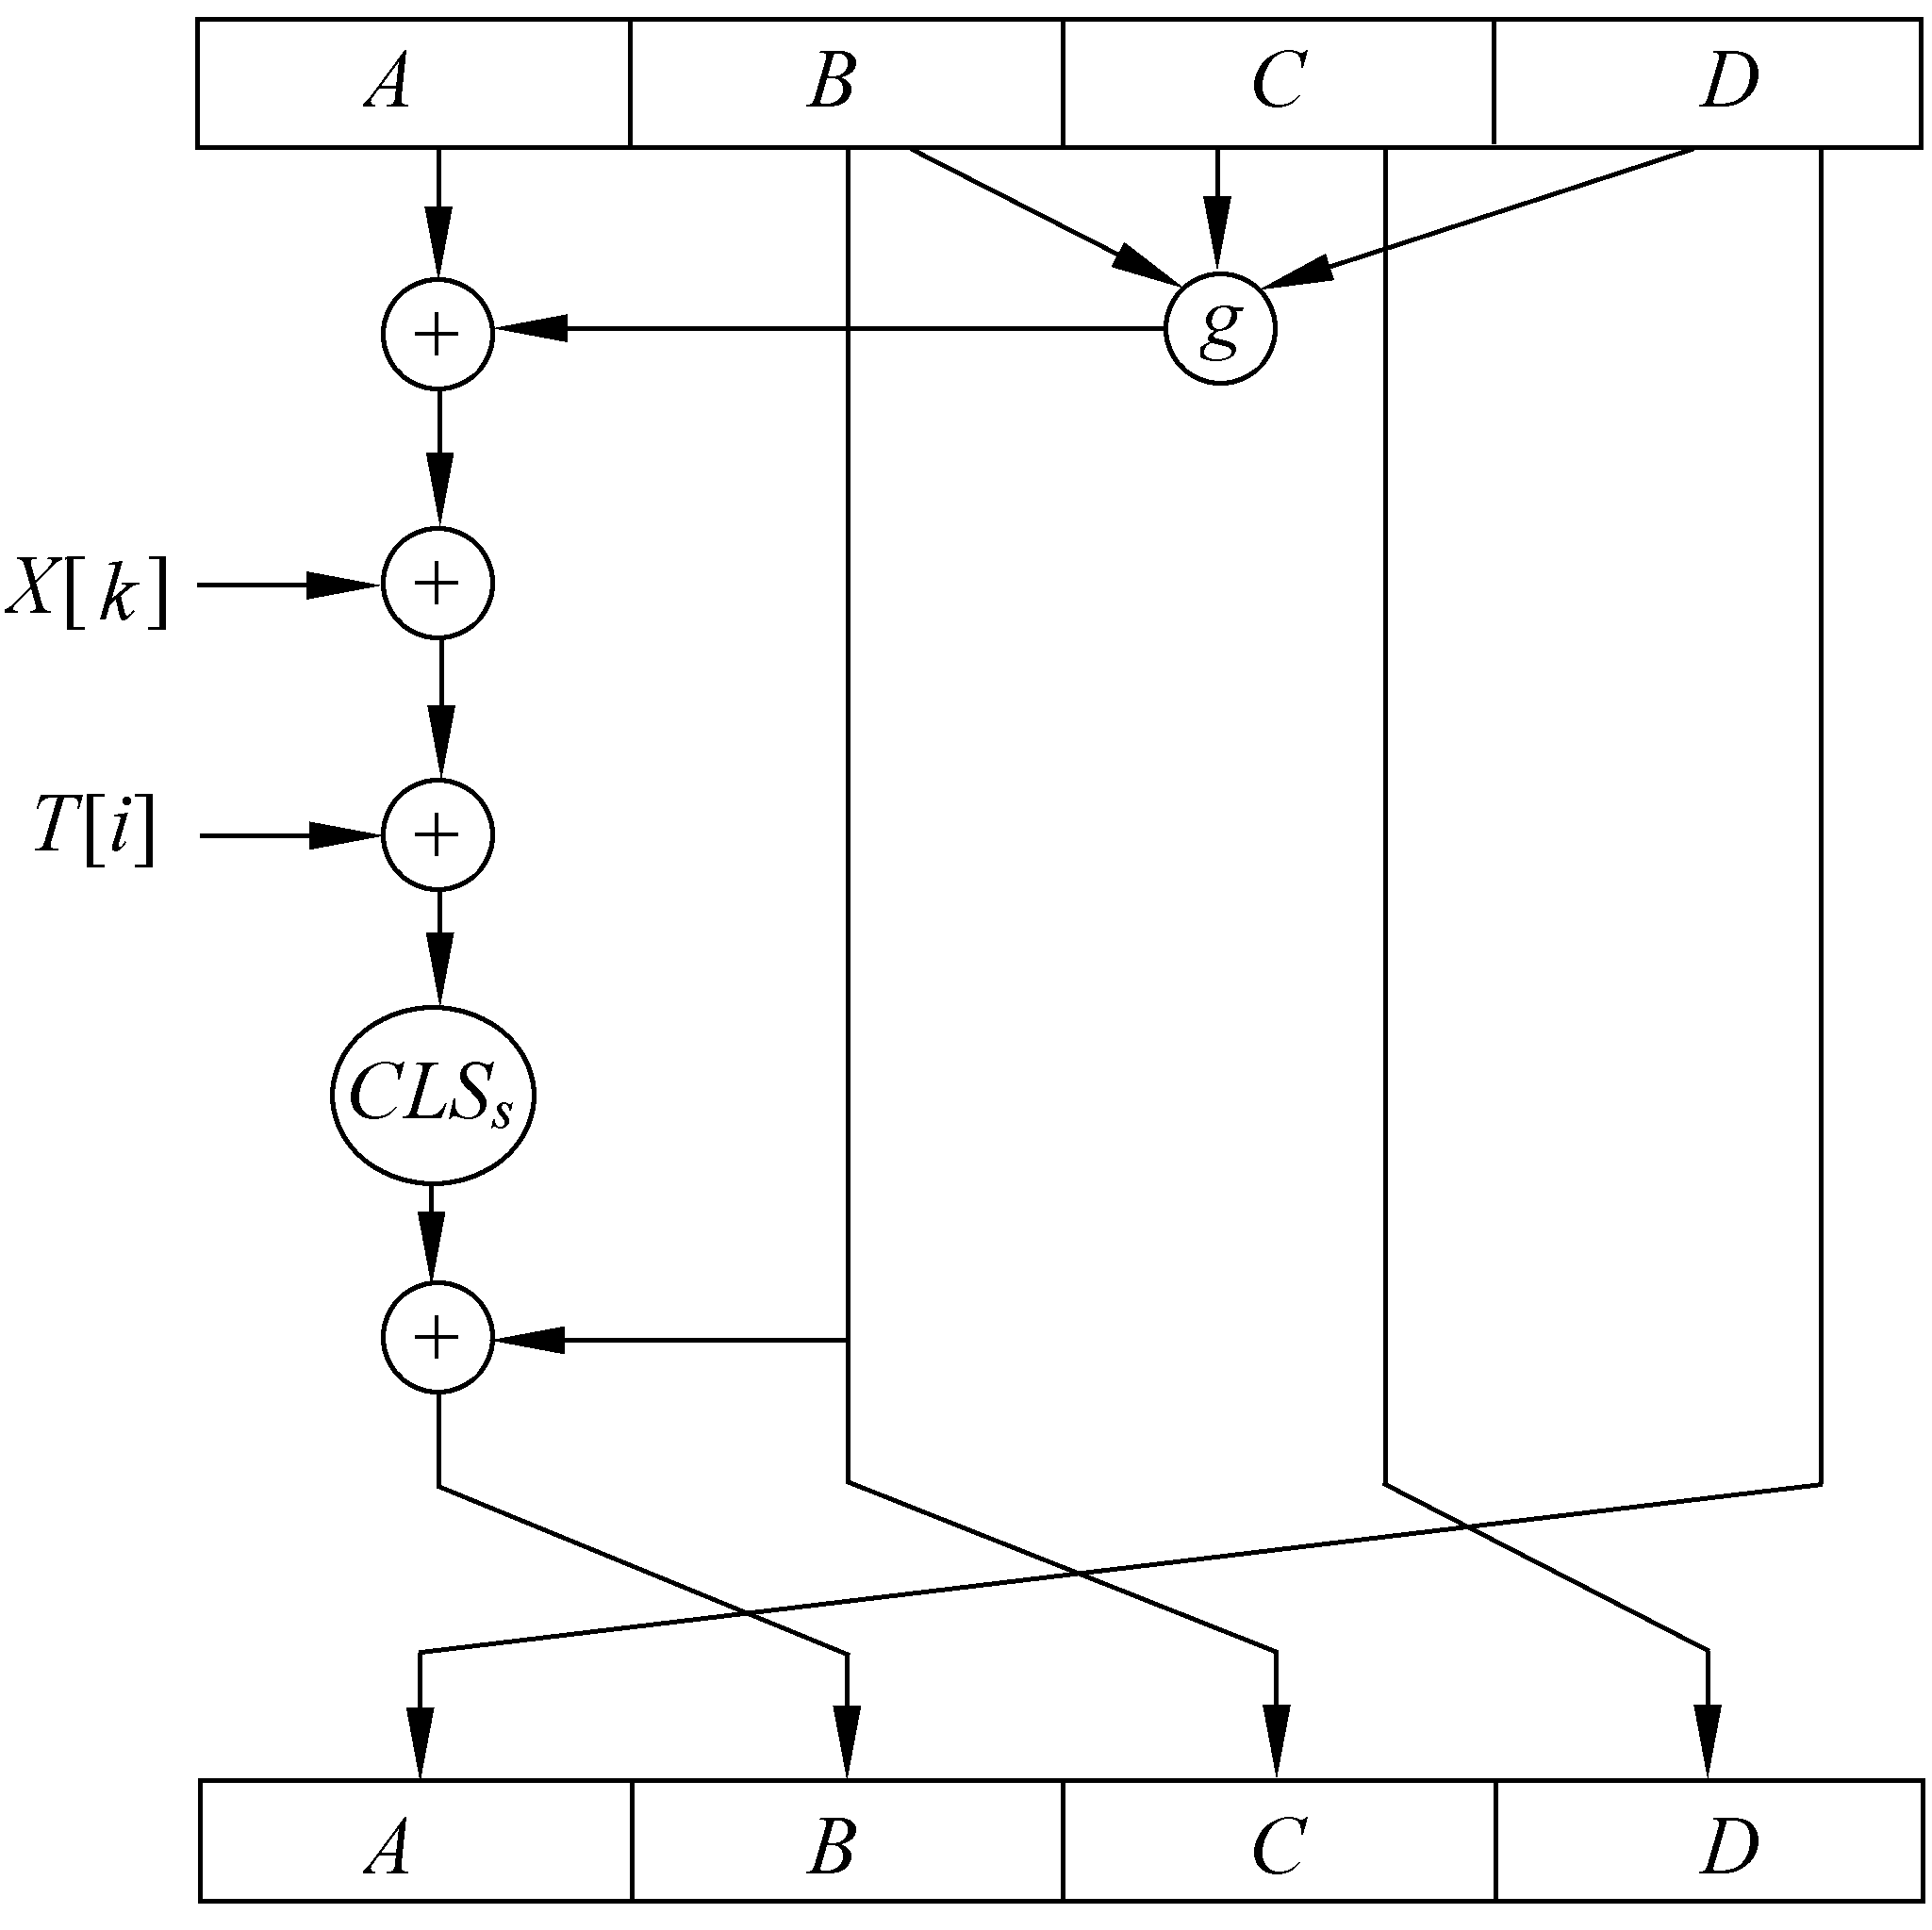 A B C D
+ g
X[k] +
T[i] +
CLSs
+
A B C D